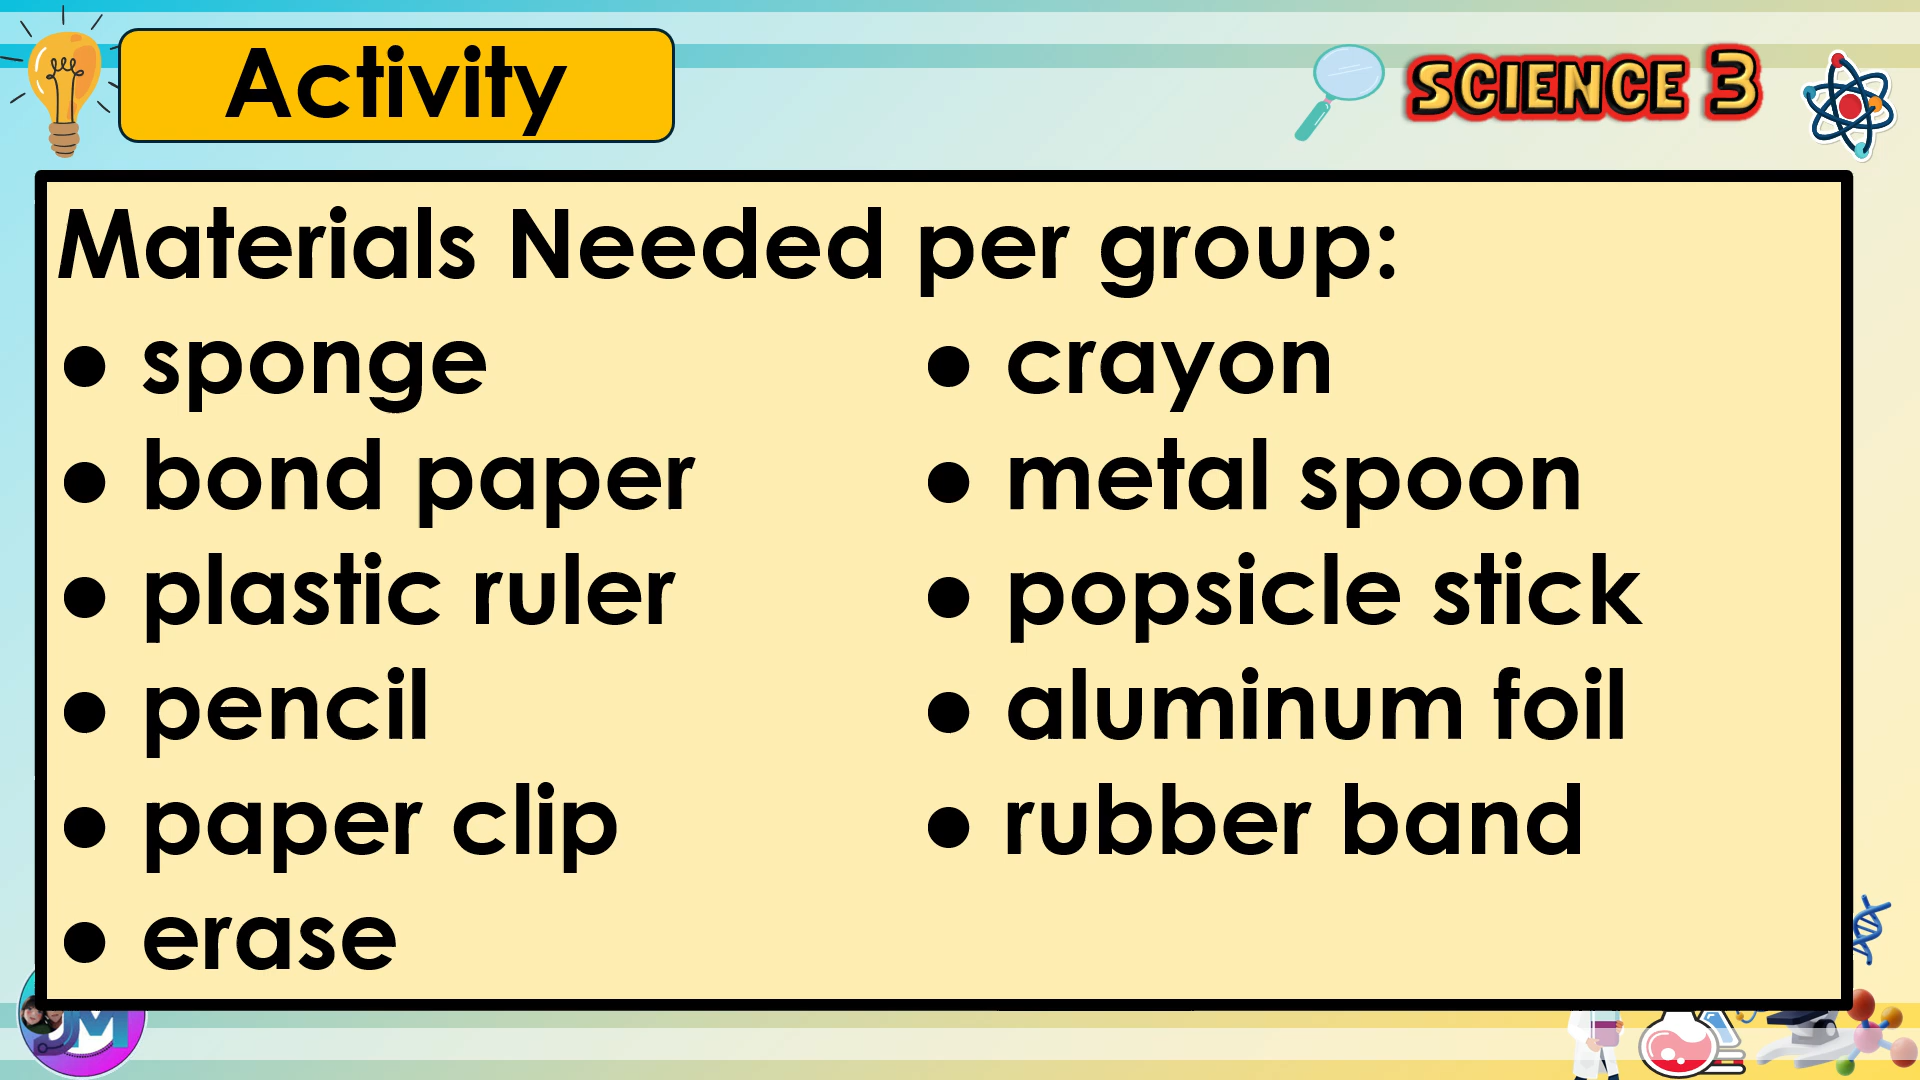 Activity
SCIENCE 3
Materials Needed per group:
● sponge
● bond paper
● plastic ruler
● pencil
● paper clip
● erase
● crayon
● metal spoon
● popsicle stick
● aluminum foil
● rubber band
JM